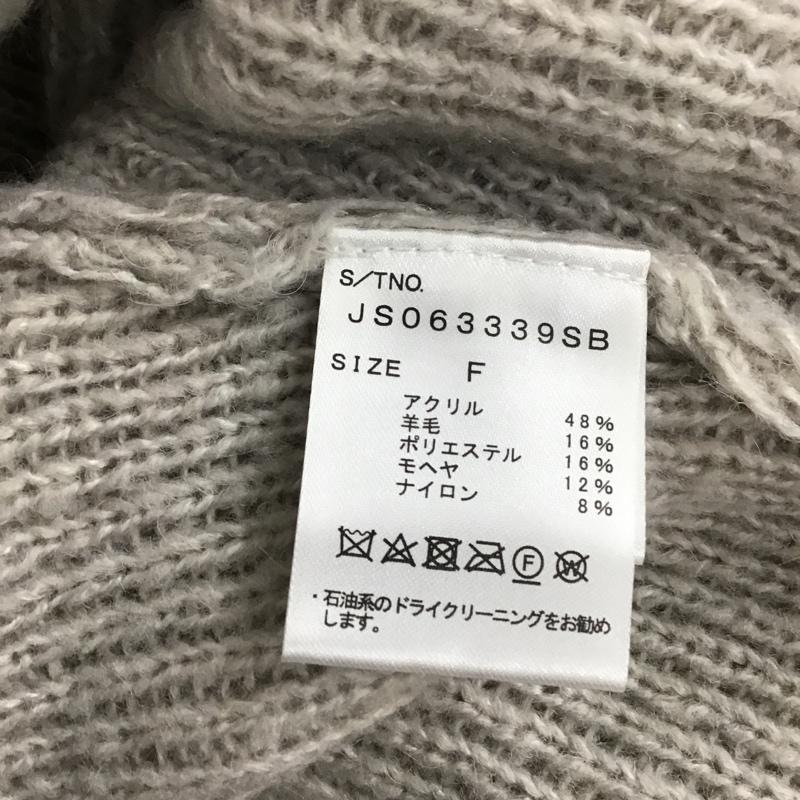 S/TNO.
JS063339SB
SIZE F
アクリル 48%
羊毛 16%
ポリエステル 16%
モヘヤ 12%
ナイロン 8%
F W
・石油系のドライクリーニングをお勧め
します。